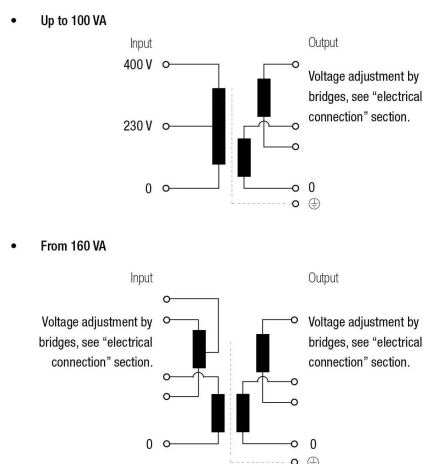 • Up to 100 VA
Input
Output
400 V
Voltage adjustment by
bridges, see “electrical
connection” section.
230 V
0
0
• From 160 VA
Input
Output
Voltage adjustment by
bridges, see “electrical
connection” section.
Voltage adjustment by
bridges, see “electrical
connection” section.
0
0